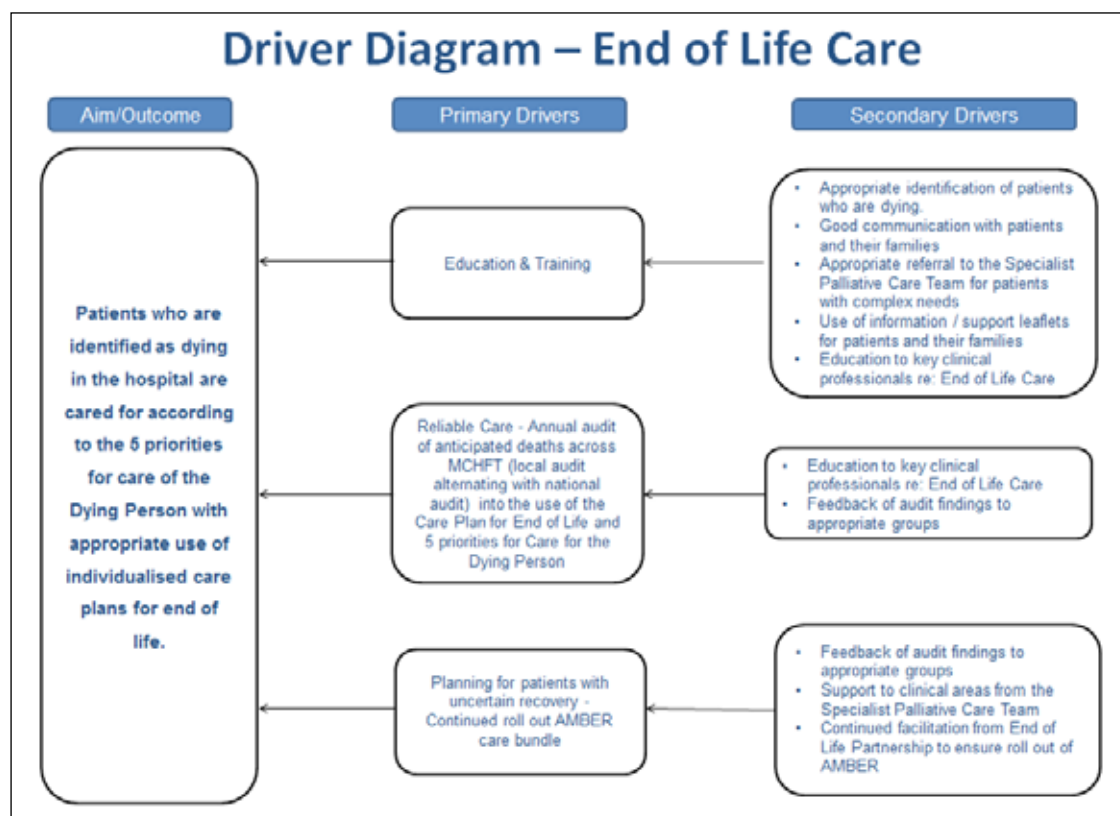 Driver Diagram – End of Life Care
Aim/Outcome
Primary Drivers
Secondary Drivers
Patients who are
identified as dying
in the hospital are
cared for according
to the 5 priorities
for care of the
Dying Person with
appropriate use of
individualised care
plans for end of
life.
Education & Training
• Appropriate identification of patients
who are dying.
• Good communication with patients
and their families
• Appropriate referral to the Specialist
Palliative Care Team for patients
with complex needs
• Use of information / support leaflets
for patients and their families
• Education to key clinical
professionals re: End of Life Care
Reliable Care - Annual audit
of anticipated deaths across
MCHFT (local audit
alternating with national
audit) into the use of the
Care Plan for End of Life and
5 priorities for Care for the
Dying Person
• Education to key clinical
professionals re: End of Life Care
• Feedback of audit findings to
appropriate groups
Planning for patients with
uncertain recovery -
Continued roll out AMBER
care bundle
• Feedback of audit findings to
appropriate groups
• Support to clinical areas from the
Specialist Palliative Care Team
• Continued facilitation from End of
Life Partnership to ensure roll out of
AMBER